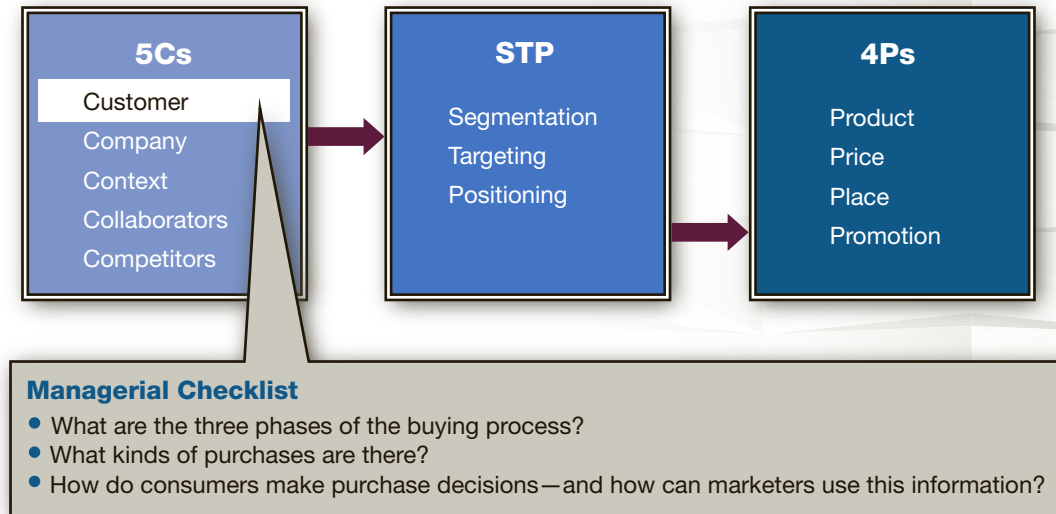 5Cs
Customer
Company
Context
Collaborators
Competitors
STP
Segmentation
Targeting
Positioning
4Ps
Product
Price
Place
Promotion
Managerial Checklist
• What are the three phases of the buying process?
• What kinds of purchases are there?
• How do consumers make purchase decisions—and how can marketers use this information?